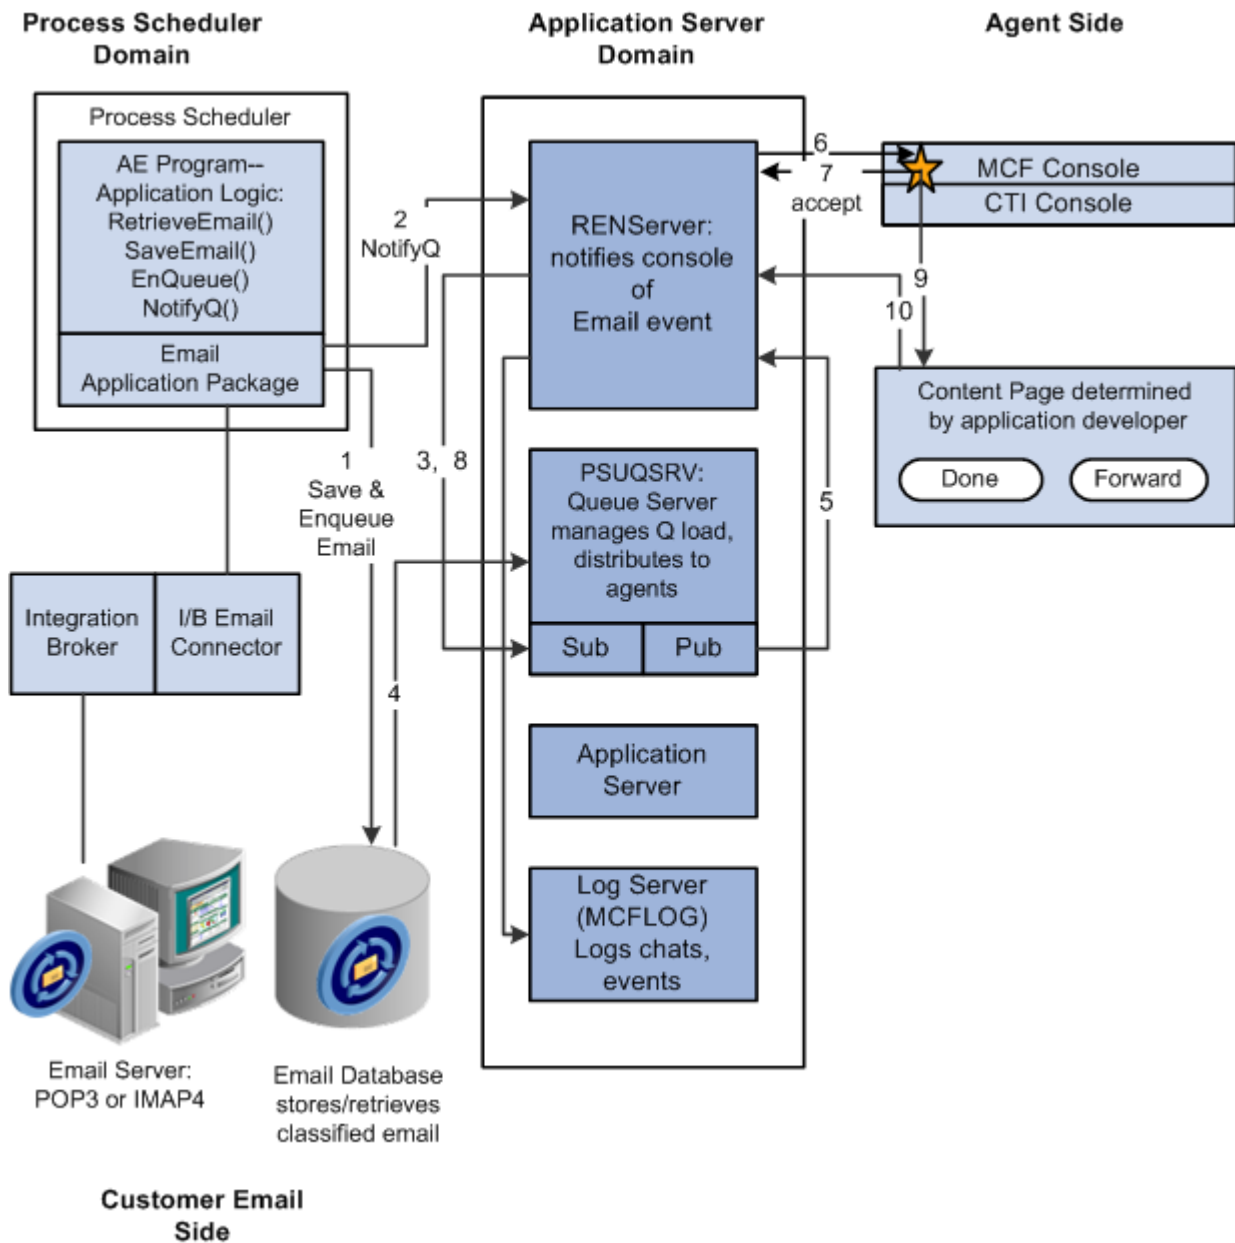 Process Scheduler
Domain
Application Server
Domain
Agent Side
Process Scheduler
AE Program--
Application Logic:
RetrieveEmail()
SaveEmail()
EnQueue()
NotifyQ()
Email
Application Package
2
NotifyQ
1
Save &
Enqueue
Email
3, 8
4
RENServer:
notifies console
of
Email event
PSUQSRV:
Queue Server
manages Q load,
distributes to
agents
Sub
Pub
Application
Server
Log Server
(MCFLOG)
Logs chats,
events
5
6
7
accept
MCF Console
CTI Console
9
10
Content Page determined
by application developer
Done
Forward
Integration
Broker
I/B Email
Connector
Email Server:
POP3 or IMAP4
Email Database
stores/retrieves
classified email
Customer Email
Side